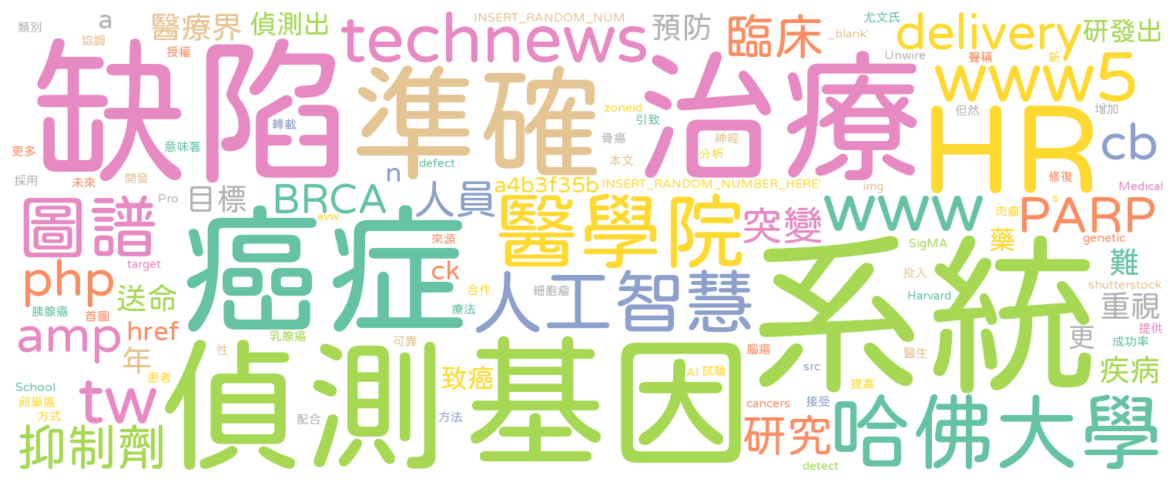 類別
協調
a
醫療界
偵測出
INSERT_RANDOM_NUM
technews
預防
臨床
_blank'
尤文氏
delivery
研發出
授權
缺陷
準確
治療
Unwire
聲稱
新
www5
轉載
zoneid
引致
但然
增加
HR
cb
更多
意味著
defect
骨癌
神經
分析
本文
採用
未來
開發
Pro
目標
BRCA
n
人員
a4b3f35b
INSERT_RANDOM_NUMBER_HERE'
img
修復
Medical
圖譜
癌症
avw
醫學院
突變
www
s
肉瘤
PARP
target
來源
SigMA
藥
genetic
php
送命
ck
人工智慧
系統
投入
難
胰腺癌
首圖
合作
細胞瘤
Harvard
shutterstock
重視
amp
href
乳腺癌
療法
可靠
腦癌
醫生
更
提供
成功率
年
性
偵測
基因
src
School
tw
患者
致癌
AI
試驗
提高
疾病
卵巢癌
方式
配合
方法
cancers
接受
抑制劑
研究
哈佛大學
detect